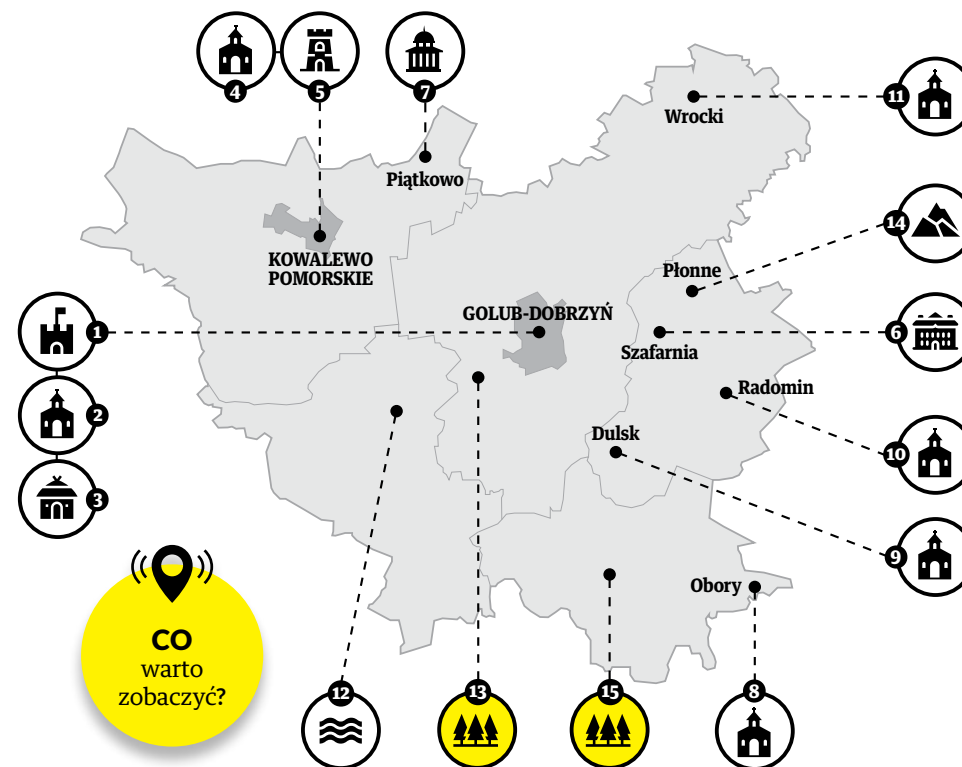 4
5
7
11
Wrocki
Piątkowo
14
KOWALEWO
POMORSKIE
Płonne
GOLUB-DOBRZYŃ
1
6
Szafarnia
Radomin
2
Dulsk
10
3
9
Obory
CO
warto
zobaczyć?
12
13
15
8